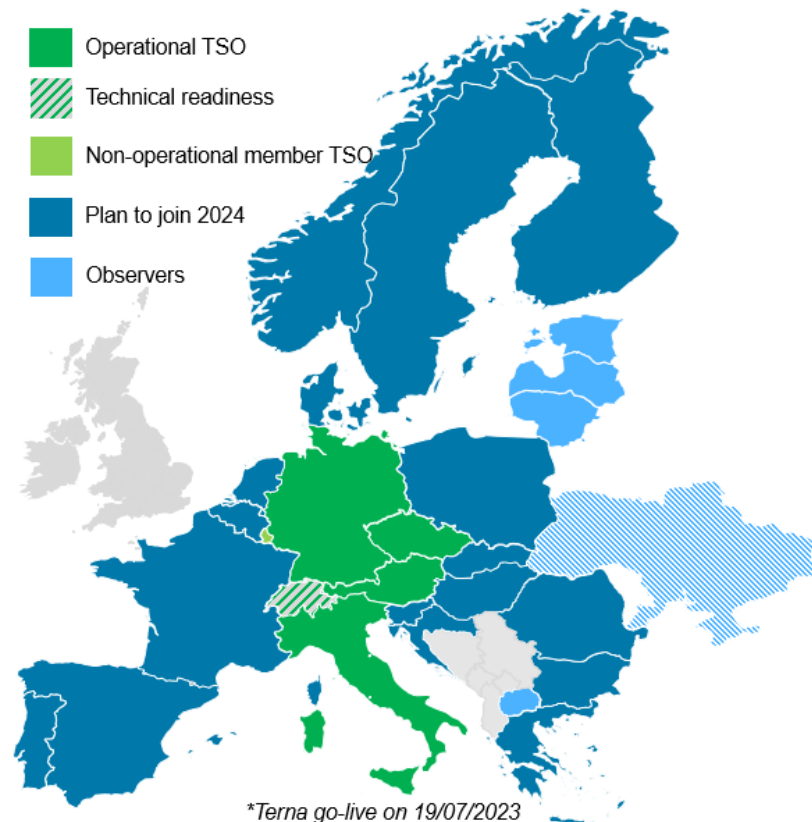 Operational TSO
Technical readiness
Non-operational member TSO
Plan to join 2024
Observers
*Terna go-live on 19/07/2023